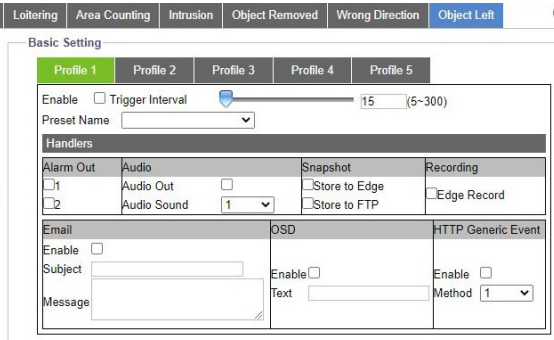 Loitering Area Counting Intrusion Object Removed Wrong Direction Object Left
Basic Setting
Profile 1 Profile 2 Profile 3 Profile 4 Profile 5
Enable Trigger Interval 15 (5~300)
Preset Name
Handlers
Alarm Out Audio Snapshot Recording
1 Audio Out Store to Edge Edge Record
2 Audio Sound 1 Store to FTP
Email OSD HTTP Generic Event
Enable
Subject Enable Enable
Message Text Method 1